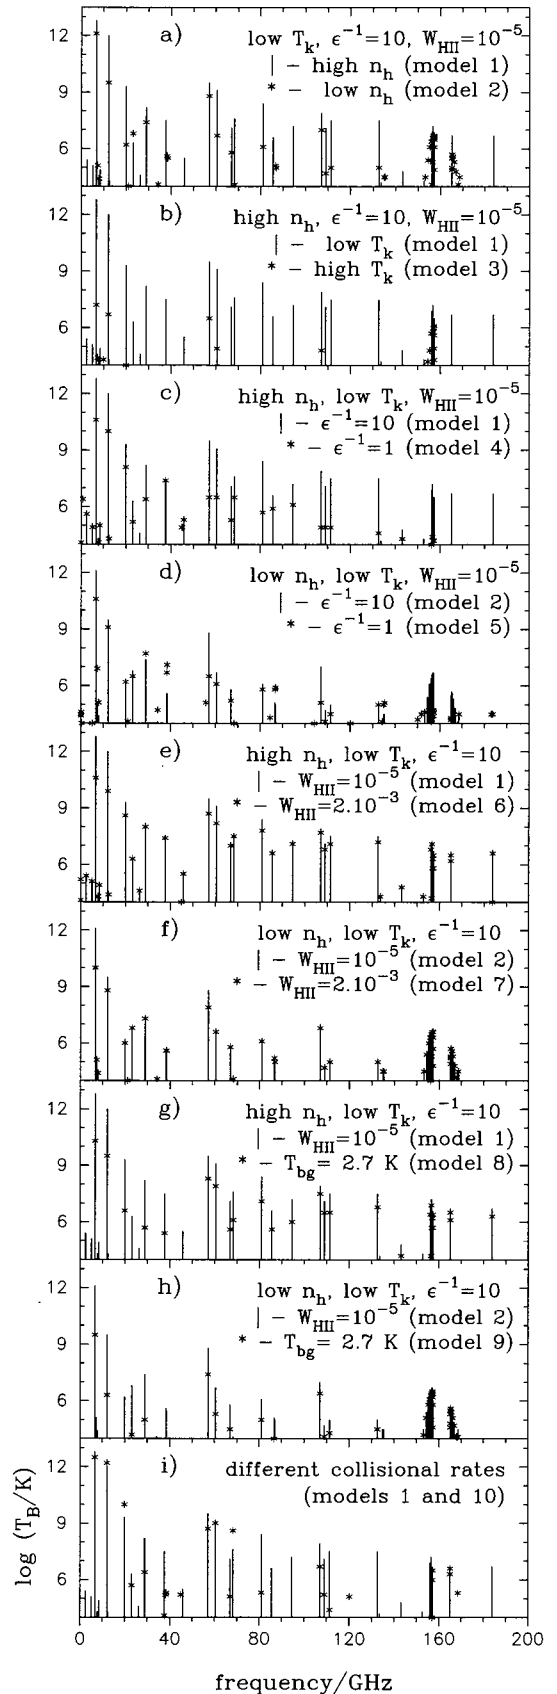 12
9
6
a)
low T_k, ϵ^-1=10, W_HII=10^-5
| – high n_h (model 1)
* – low n_h (model 2)
12
9
6
b)
high n_h, ϵ^-1=10, W_HII=10^-5
| – low T_k (model 1)
* – high T_k (model 3)
12
9
6
c)
high n_h, low T_k, W_HII=10^-5
| – ϵ^-1=10 (model 1)
* – ϵ^-1=1 (model 4)
12
9
6
d)
low n_h, low T_k, W_HII=10^-5
| – ϵ^-1=10 (model 2)
* – ϵ^-1=1 (model 5)
12
9
6
e)
high n_h, low T_k, ϵ^-1=10
| – W_HII=10^-5 (model 1)
* – W_HII=2.10^-3 (model 6)
12
9
6
f)
low n_h, low T_k, ϵ^-1=10
| – W_HII=10^-5 (model 2)
* – W_HII=2.10^-3 (model 7)
12
9
6
g)
high n_h, low T_k, ϵ^-1=10
| – W_HII=10^-5 (model 1)
* – T_bg= 2.7 K (model 8)
12
9
6
h)
low n_h, low T_k, ϵ^-1=10
| – W_HII=10^-5 (model 2)
* – T_bg= 2.7 K (model 9)
log (T_B/K)
12
9
6
i)
different collisional rates
(models 1 and 10)
0 40 80 120 160 200
frequency/GHz